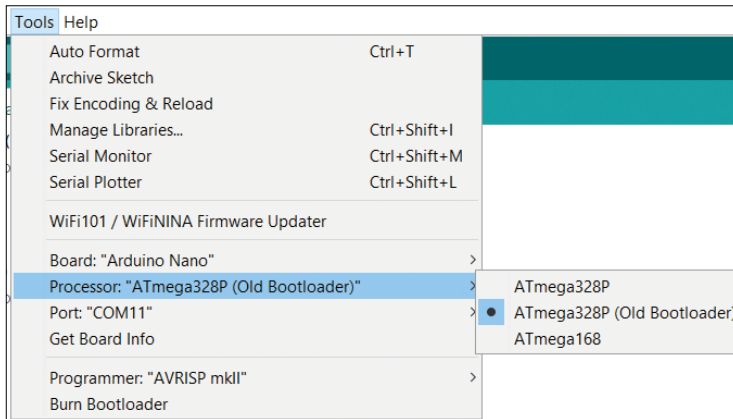 Tools Help
Auto Format Ctrl+T
Archive Sketch
Fix Encoding & Reload
Manage Libraries... Ctrl+Shift+I
Serial Monitor Ctrl+Shift+M
Serial Plotter Ctrl+Shift+L
WiFi101 / WiFiNINA Firmware Updater
Board: "Arduino Nano"
Processor: "ATmega328P (Old Bootloader)"
Port: "COM11"
Get Board Info
Programmer: "AVRISP mkII"
Burn Bootloader
ATmega328P
ATmega328P (Old Bootloader)
ATmega168